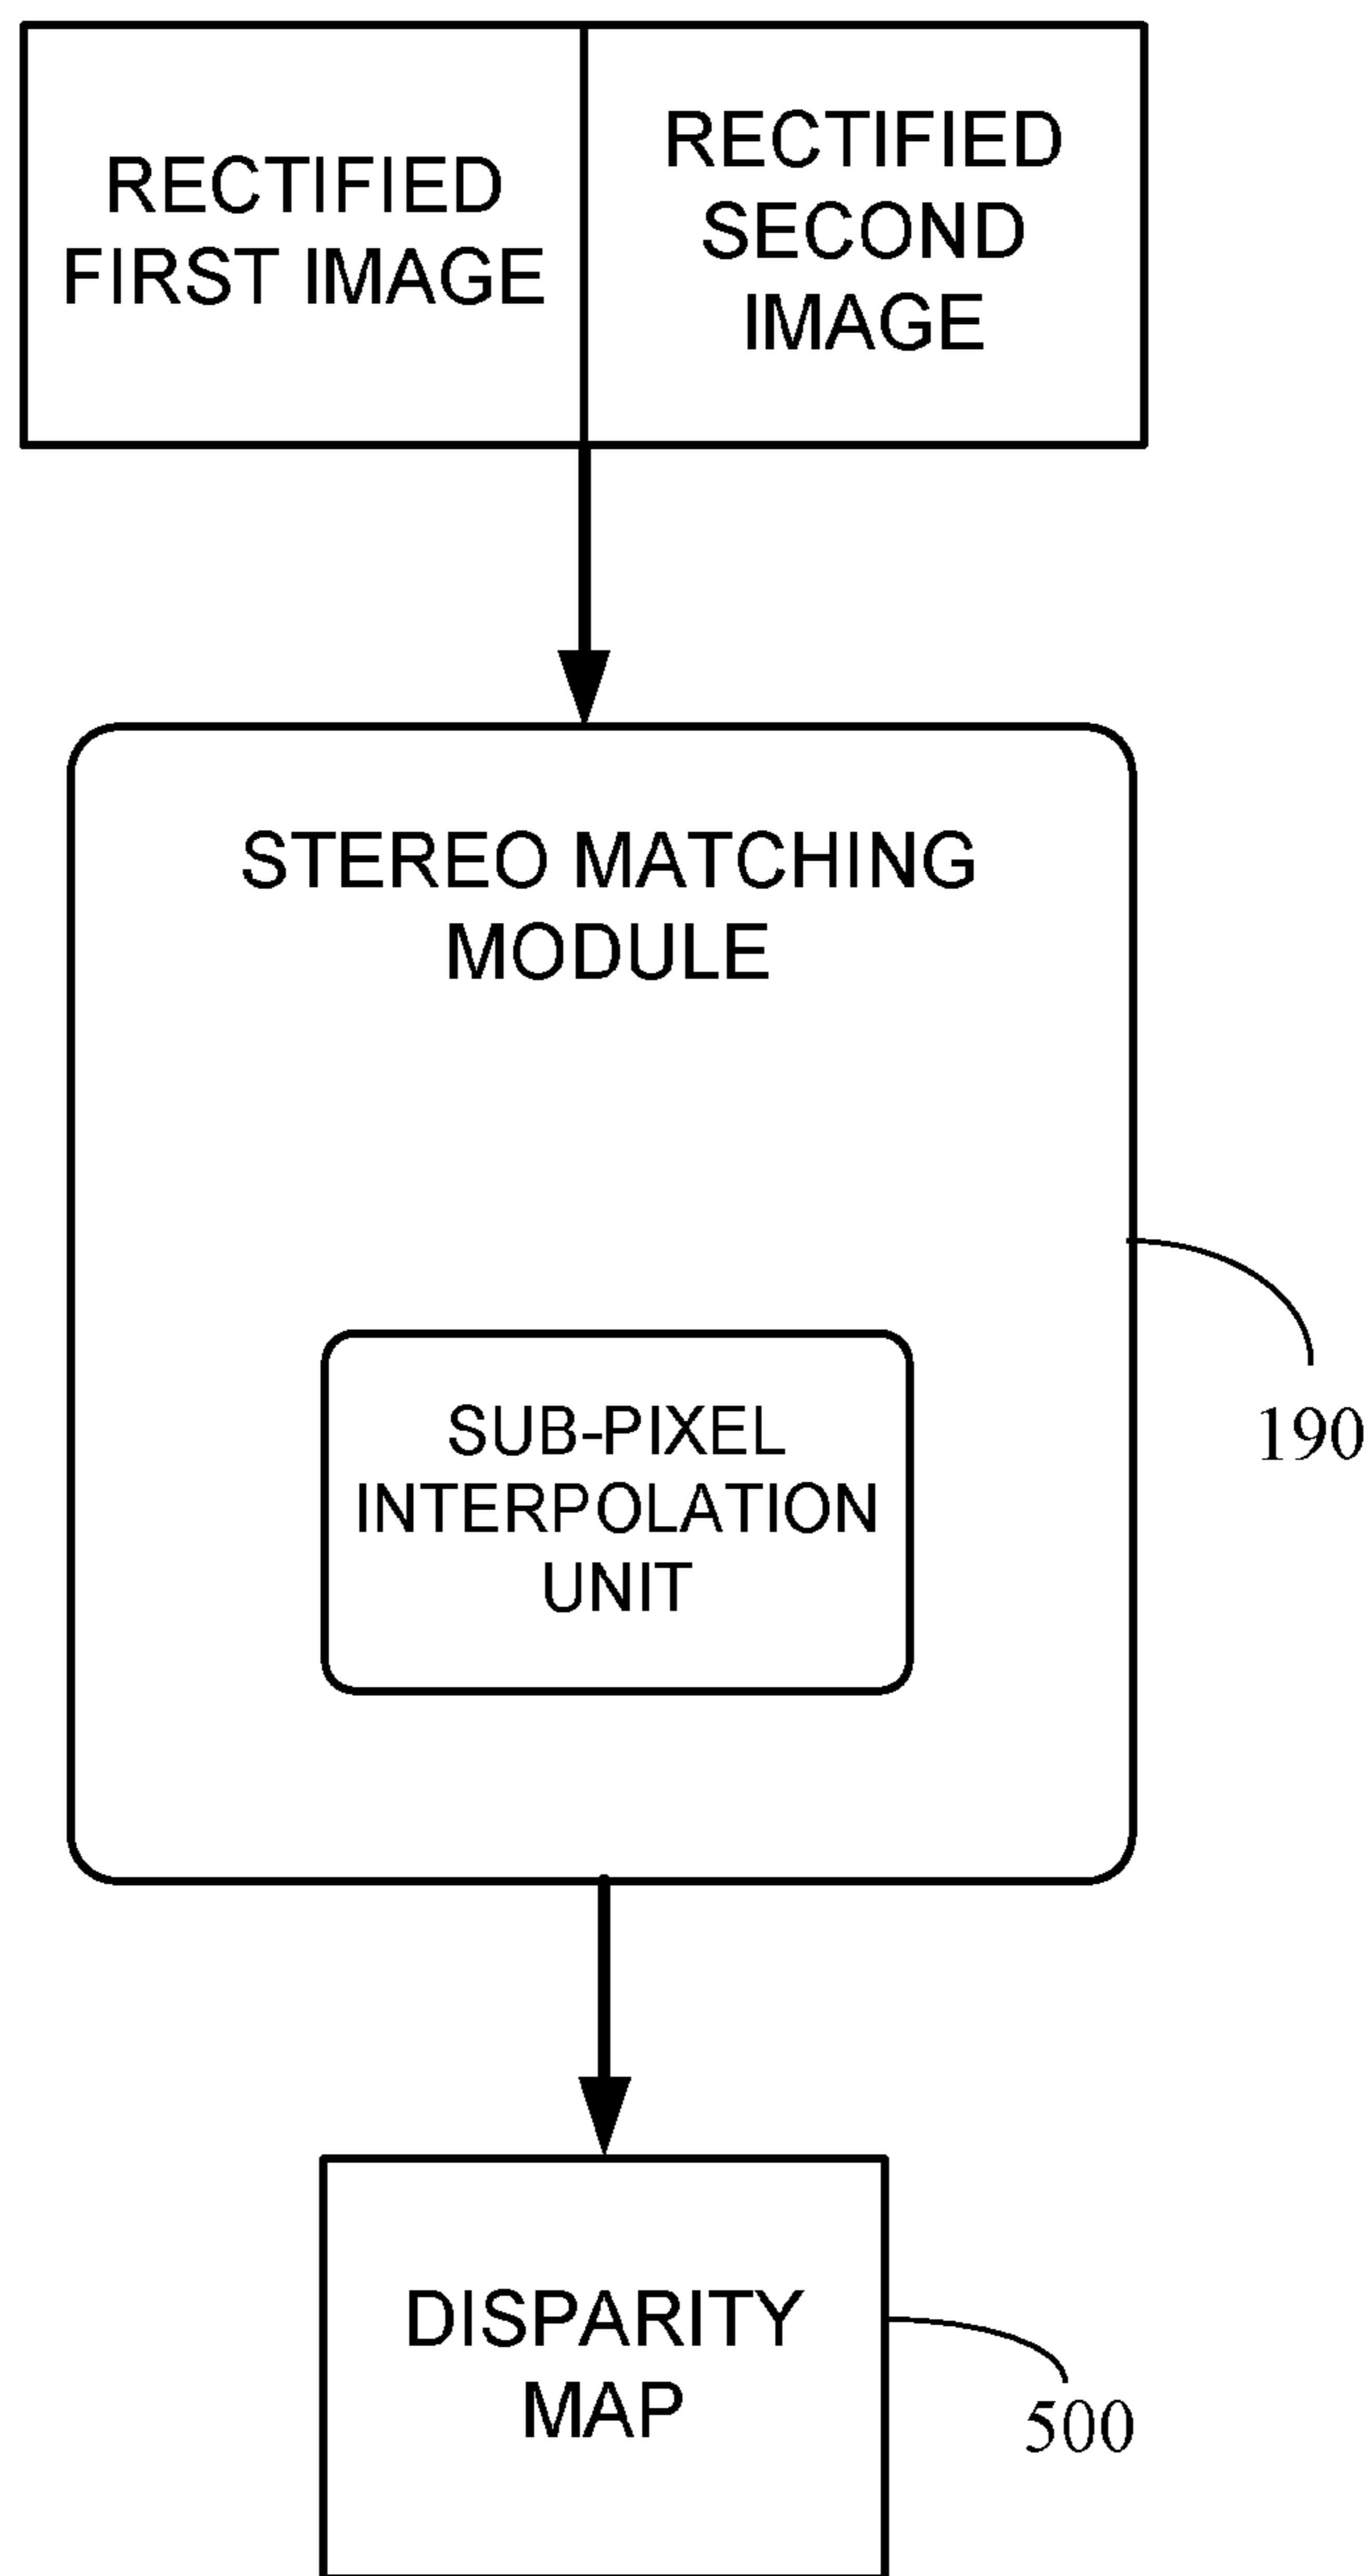 RECTIFIED
FIRST IMAGE
RECTIFIED
SECOND
IMAGE
STEREO MATCHING
MODULE
SUB-PIXEL
INTERPOLATION
UNIT
190
DISPARITY
MAP
500